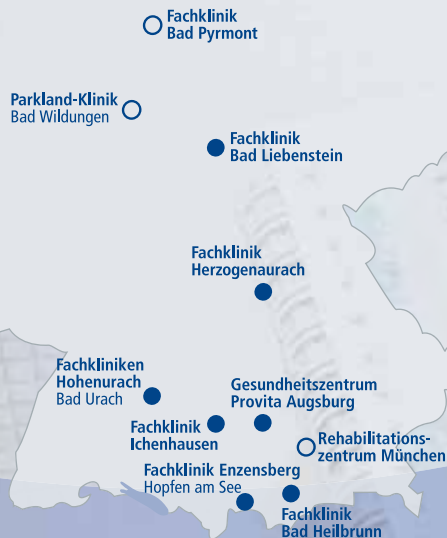 Fachklinik
Bad Pyrmont
Parkland-Klinik
Bad Wildungen
Fachklinik
Bad Liebenstein
Fachklinik
Herzogenaurach
Fachkliniken
Hohenurach
Bad Urach
Gesundheitszentrum
Provita Augsburg
Fachklinik
Ichenhausen
Rehabilitations-
zentrum München
Fachklinik Enzensberg
Hopfen am See
Fachklinik
Bad Heilbrunn